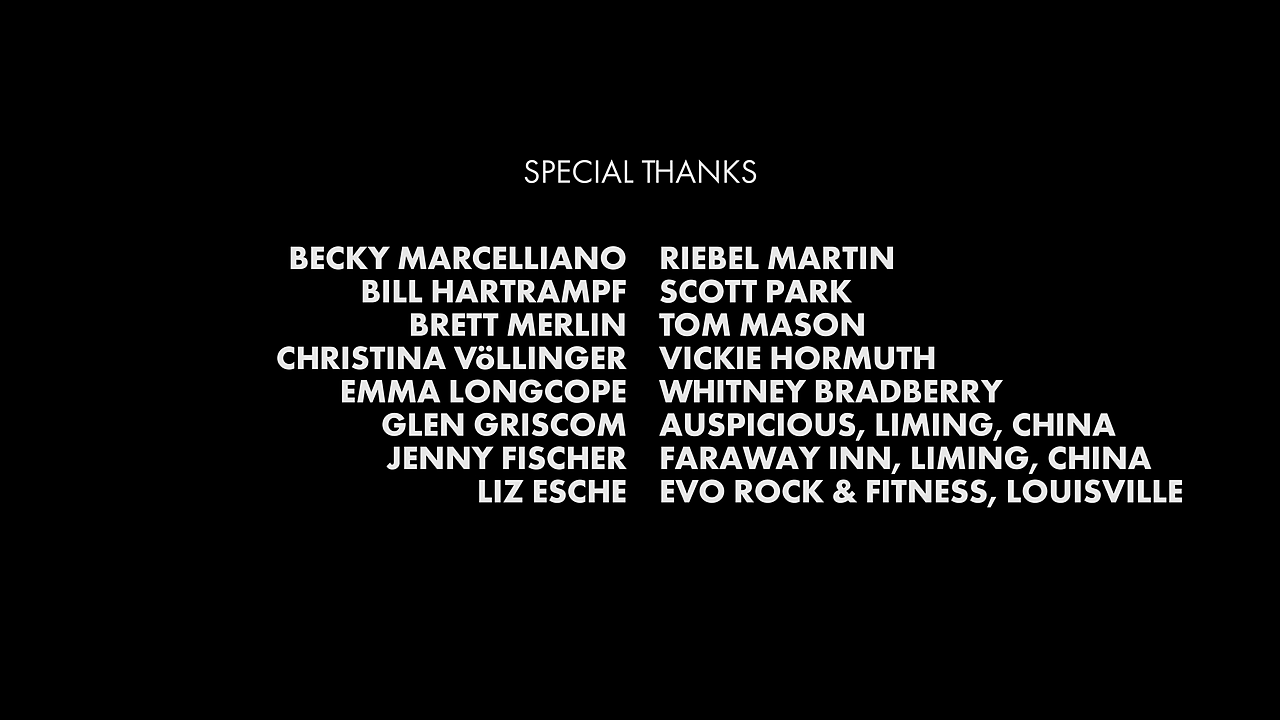 SPECIAL THANKS
BECKY MARCELLIANO
BILL HARTRAMPF
BRETT MERLIN
CHRISTINA VöLLINGER
EMMA LONGCOPE
GLEN GRISCOM
JENNY FISCHER
LIZ ESCHE
RIEBEL MARTIN
SCOTT PARK
TOM MASON
VICKIE HORMUTH
WHITNEY BRADBERRY
AUSPICIOUS, LIMING, CHINA
FARAWAY INN, LIMING, CHINA
EVO ROCK & FITNESS, LOUISVILLE